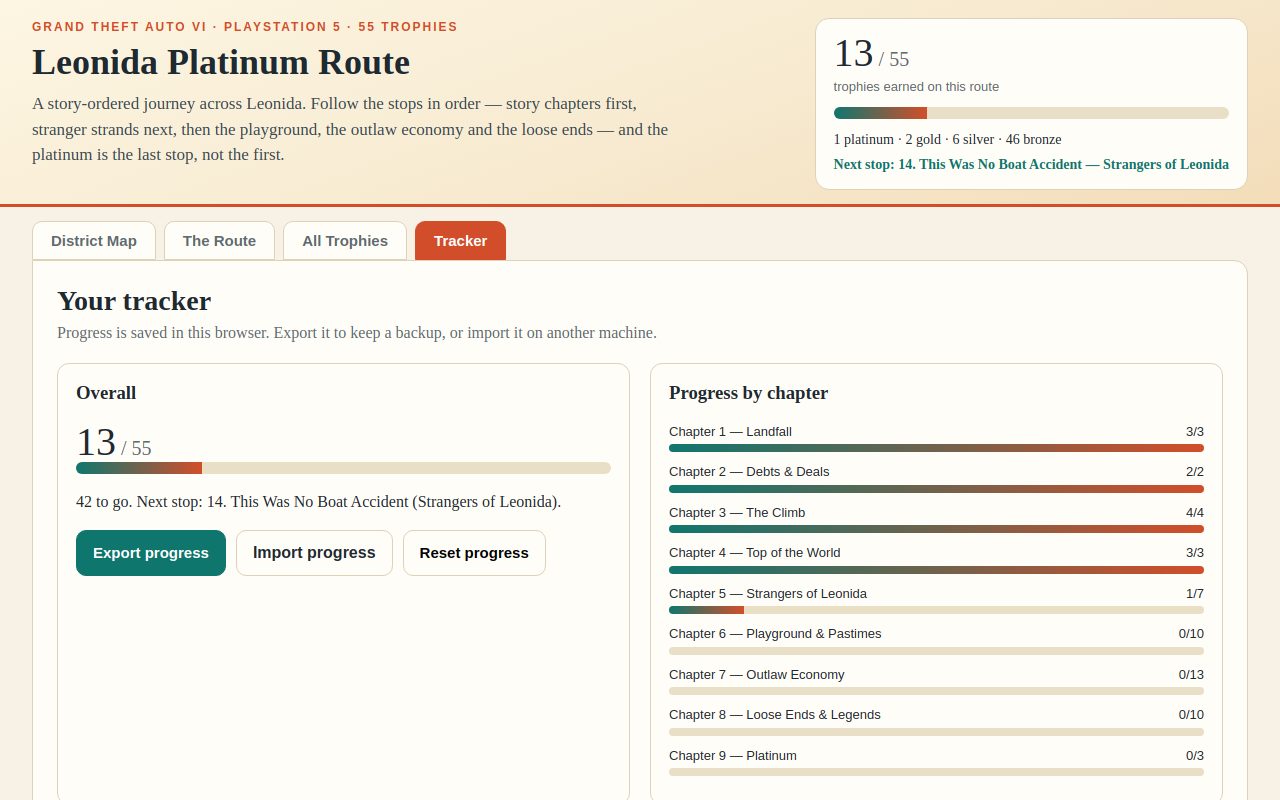 GRAND THEFT AUTO VI · PLAYSTATION 5 · 55 TROPHIES
Leonida Platinum Route
A story-ordered journey across Leonida. Follow the stops in order — story chapters first,
stranger strands next, then the playground, the outlaw economy and the loose ends — and the
platinum is the last stop, not the first.
13 / 55
trophies earned on this route
1 platinum · 2 gold · 6 silver · 46 bronze
Next stop: 14. This Was No Boat Accident — Strangers of Leonida
District Map
The Route
All Trophies
Tracker
Your tracker
Progress is saved in this browser. Export it to keep a backup, or import it on another machine.
Overall
13 / 55
42 to go. Next stop: 14. This Was No Boat Accident (Strangers of Leonida).
Export progress
Import progress
Reset progress
Progress by chapter
Chapter 1 — Landfall 3/3
Chapter 2 — Debts & Deals 2/2
Chapter 3 — The Climb 4/4
Chapter 4 — Top of the World 3/3
Chapter 5 — Strangers of Leonida 1/7
Chapter 6 — Playground & Pastimes 0/10
Chapter 7 — Outlaw Economy 0/13
Chapter 8 — Loose Ends & Legends 0/10
Chapter 9 — Platinum 0/3